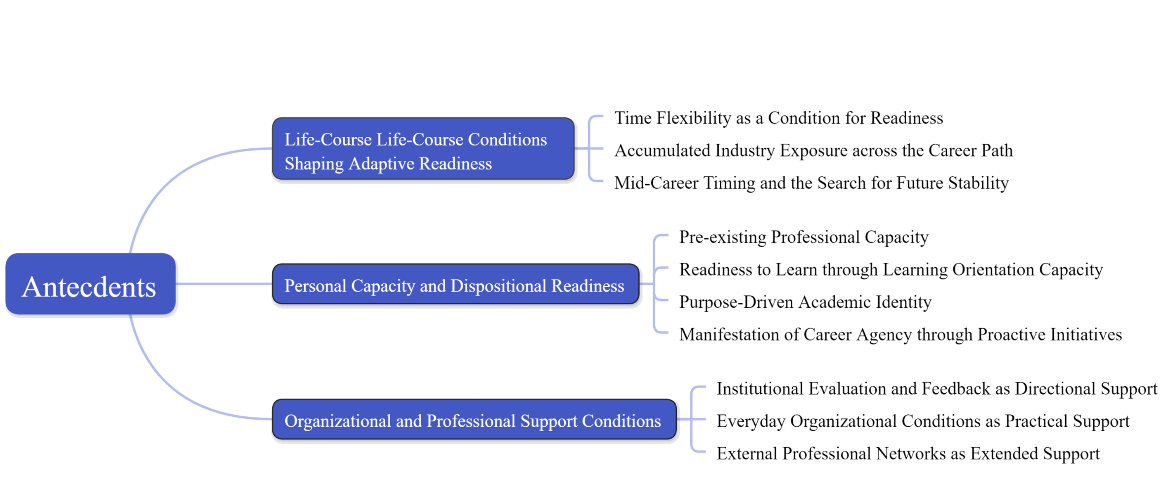 Life-Course Life-Course Conditions
Shaping Adaptive Readiness
Time Flexibility as a Condition for Readiness
Accumulated Industry Exposure across the Career Path
Mid-Career Timing and the Search for Future Stability
Antecdents
Personal Capacity and Dispositional Readiness
Pre-existing Professional Capacity
Readiness to Learn through Learning Orientation Capacity
Purpose-Driven Academic Identity
Manifestation of Career Agency through Proactive Initiatives
Organizational and Professional Support Conditions
Institutional Evaluation and Feedback as Directional Support
Everyday Organizational Conditions as Practical Support
External Professional Networks as Extended Support